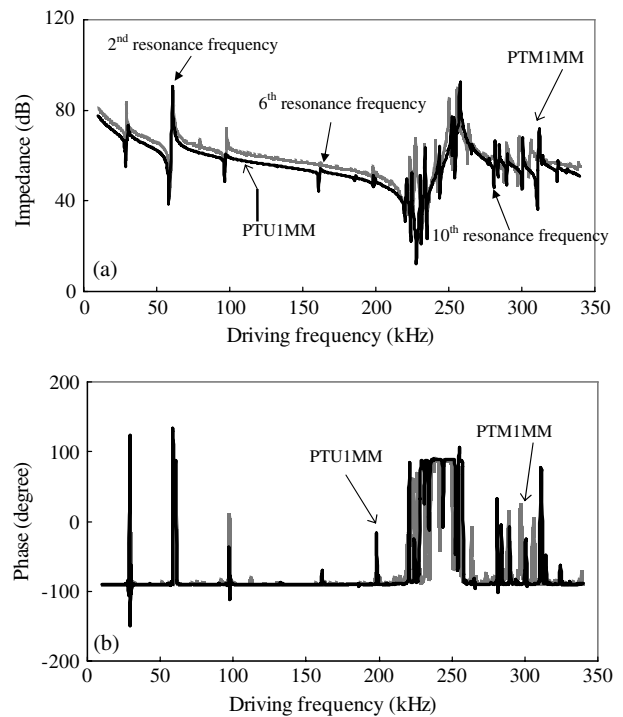 120
80
40
0
Impedance (dB)
2nd resonance frequency
6th resonance frequency
PTM1MM
PTU1MM
10th resonance frequency
(a)
0 50 100 150 200 250 300 350
Driving frequency (kHz)
200
100
0
-100
-200
Phase (degree)
PTU1MM
PTM1MM
(b)
0 50 100 150 200 250 300 350
Driving frequency (kHz)